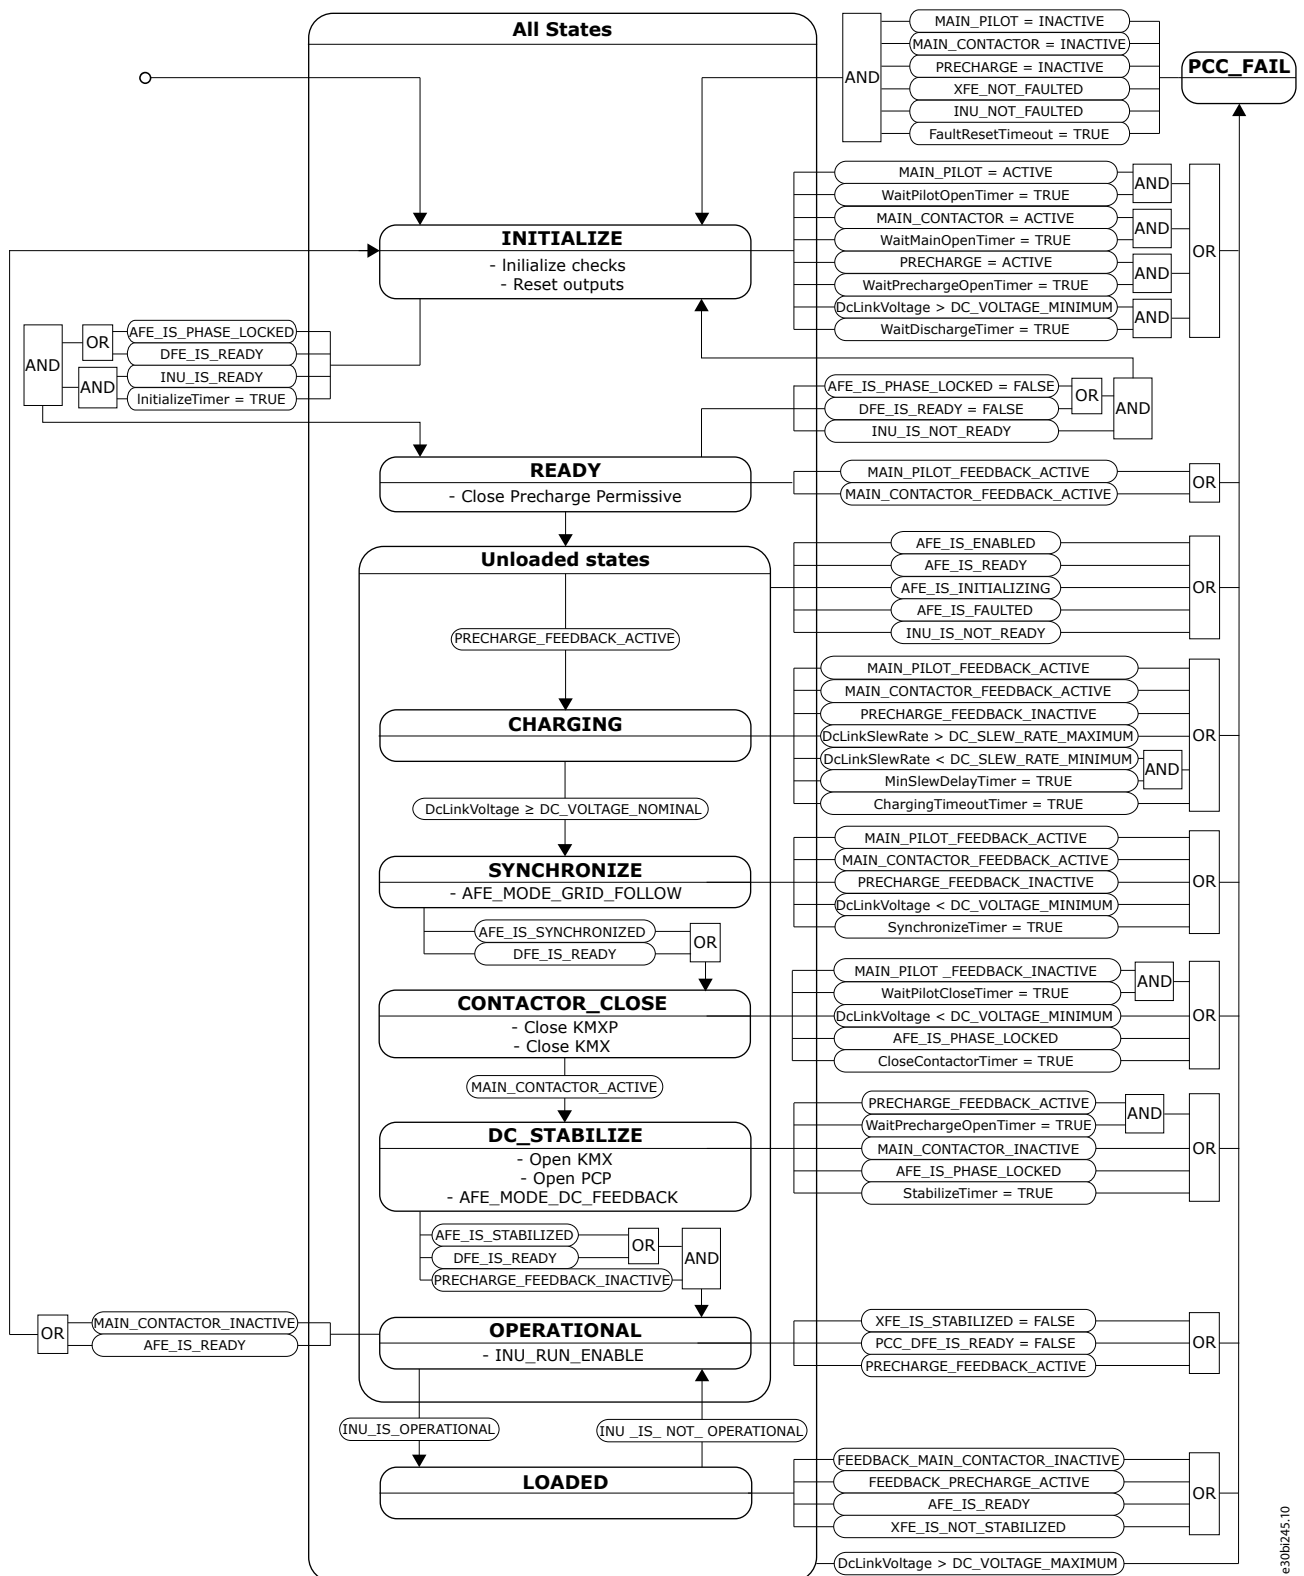 All States
MAIN_PILOT = INACTIVE
MAIN_CONTACTOR = INACTIVE
PRECHARGE = INACTIVE
XFE_NOT_FAULTED
INU_NOT_FAULTED
FaultResetTimeout = TRUE
AND
PCC_FAIL
INITIALIZE
- Inilialize checks
- Reset outputs
MAIN_PILOT = ACTIVE
WaitPilotOpenTimer = TRUE
AND
MAIN_CONTACTOR = ACTIVE
WaitMainOpenTimer = TRUE
AND
PRECHARGE = ACTIVE
WaitPrechargeOpenTimer = TRUE
AND
DcLinkVoltage > DC_VOLTAGE_MINIMUM
WaitDischargeTimer = TRUE
AND
OR
AFE_IS_PHASE_LOCKED
DFE_IS_READY
OR
INU_IS_READY
InitializeTimer = TRUE
AND
AND
AFE_IS_PHASE_LOCKED = FALSE
DFE_IS_READY = FALSE
OR
INU_IS_NOT_READY
AND
READY
- Close Precharge Permissive
MAIN_PILOT_FEEDBACK_ACTIVE
MAIN_CONTACTOR_FEEDBACK_ACTIVE
OR
Unloaded states
AFE_IS_ENABLED
AFE_IS_READY
AFE_IS_INITIALIZING
AFE_IS_FAULTED
INU_IS_NOT_READY
OR
PRECHARGE_FEEDBACK_ACTIVE
CHARGING
MAIN_PILOT_FEEDBACK_ACTIVE
MAIN_CONTACTOR_FEEDBACK_ACTIVE
PRECHARGE_FEEDBACK_INACTIVE
DcLinkSlewRate > DC_SLEW_RATE_MAXIMUM
DcLinkSlewRate < DC_SLEW_RATE_MINIMUM
MinSlewDelayTimer = TRUE
AND
ChargingTimeoutTimer = TRUE
OR
DcLinkVoltage ≥ DC_VOLTAGE_NOMINAL
SYNCHRONIZE
- AFE_MODE_GRID_FOLLOW
MAIN_PILOT_FEEDBACK_ACTIVE
MAIN_CONTACTOR_FEEDBACK_ACTIVE
PRECHARGE_FEEDBACK_INACTIVE
DcLinkVoltage < DC_VOLTAGE_MINIMUM
SynchronizeTimer = TRUE
OR
AFE_IS_SYNCHRONIZED
DFE_IS_READY
OR
CONTACTOR_CLOSE
- Close KMXP
- Close KMX
MAIN_PILOT _FEEDBACK_INACTIVE
WaitPilotCloseTimer = TRUE
AND
DcLinkVoltage < DC_VOLTAGE_MINIMUM
AFE_IS_PHASE_LOCKED
CloseContactorTimer = TRUE
OR
MAIN_CONTACTOR_ACTIVE
DC_STABILIZE
- Open KMX
- Open PCP
- AFE_MODE_DC_FEEDBACK
PRECHARGE_FEEDBACK_ACTIVE
WaitPrechargeOpenTimer = TRUE
AND
MAIN_CONTACTOR_INACTIVE
AFE_IS_PHASE_LOCKED
StabilizeTimer = TRUE
OR
AFE_IS_STABILIZED
DFE_IS_READY
OR
PRECHARGE_FEEDBACK_INACTIVE
AND
OR
MAIN_CONTACTOR_INACTIVE
AFE_IS_READY
OPERATIONAL
- INU_RUN_ENABLE
XFE_IS_STABILIZED = FALSE
PCC_DFE_IS_READY = FALSE
PRECHARGE_FEEDBACK_ACTIVE
OR
INU_IS_OPERATIONAL
INU _IS_ NOT_ OPERATIONAL
LOADED
FEEDBACK_MAIN_CONTACTOR_INACTIVE
FEEDBACK_PRECHARGE_ACTIVE
AFE_IS_READY
XFE_IS_NOT_STABILIZED
OR
DcLinkVoltage > DC_VOLTAGE_MAXIMUM
e30bi245.10